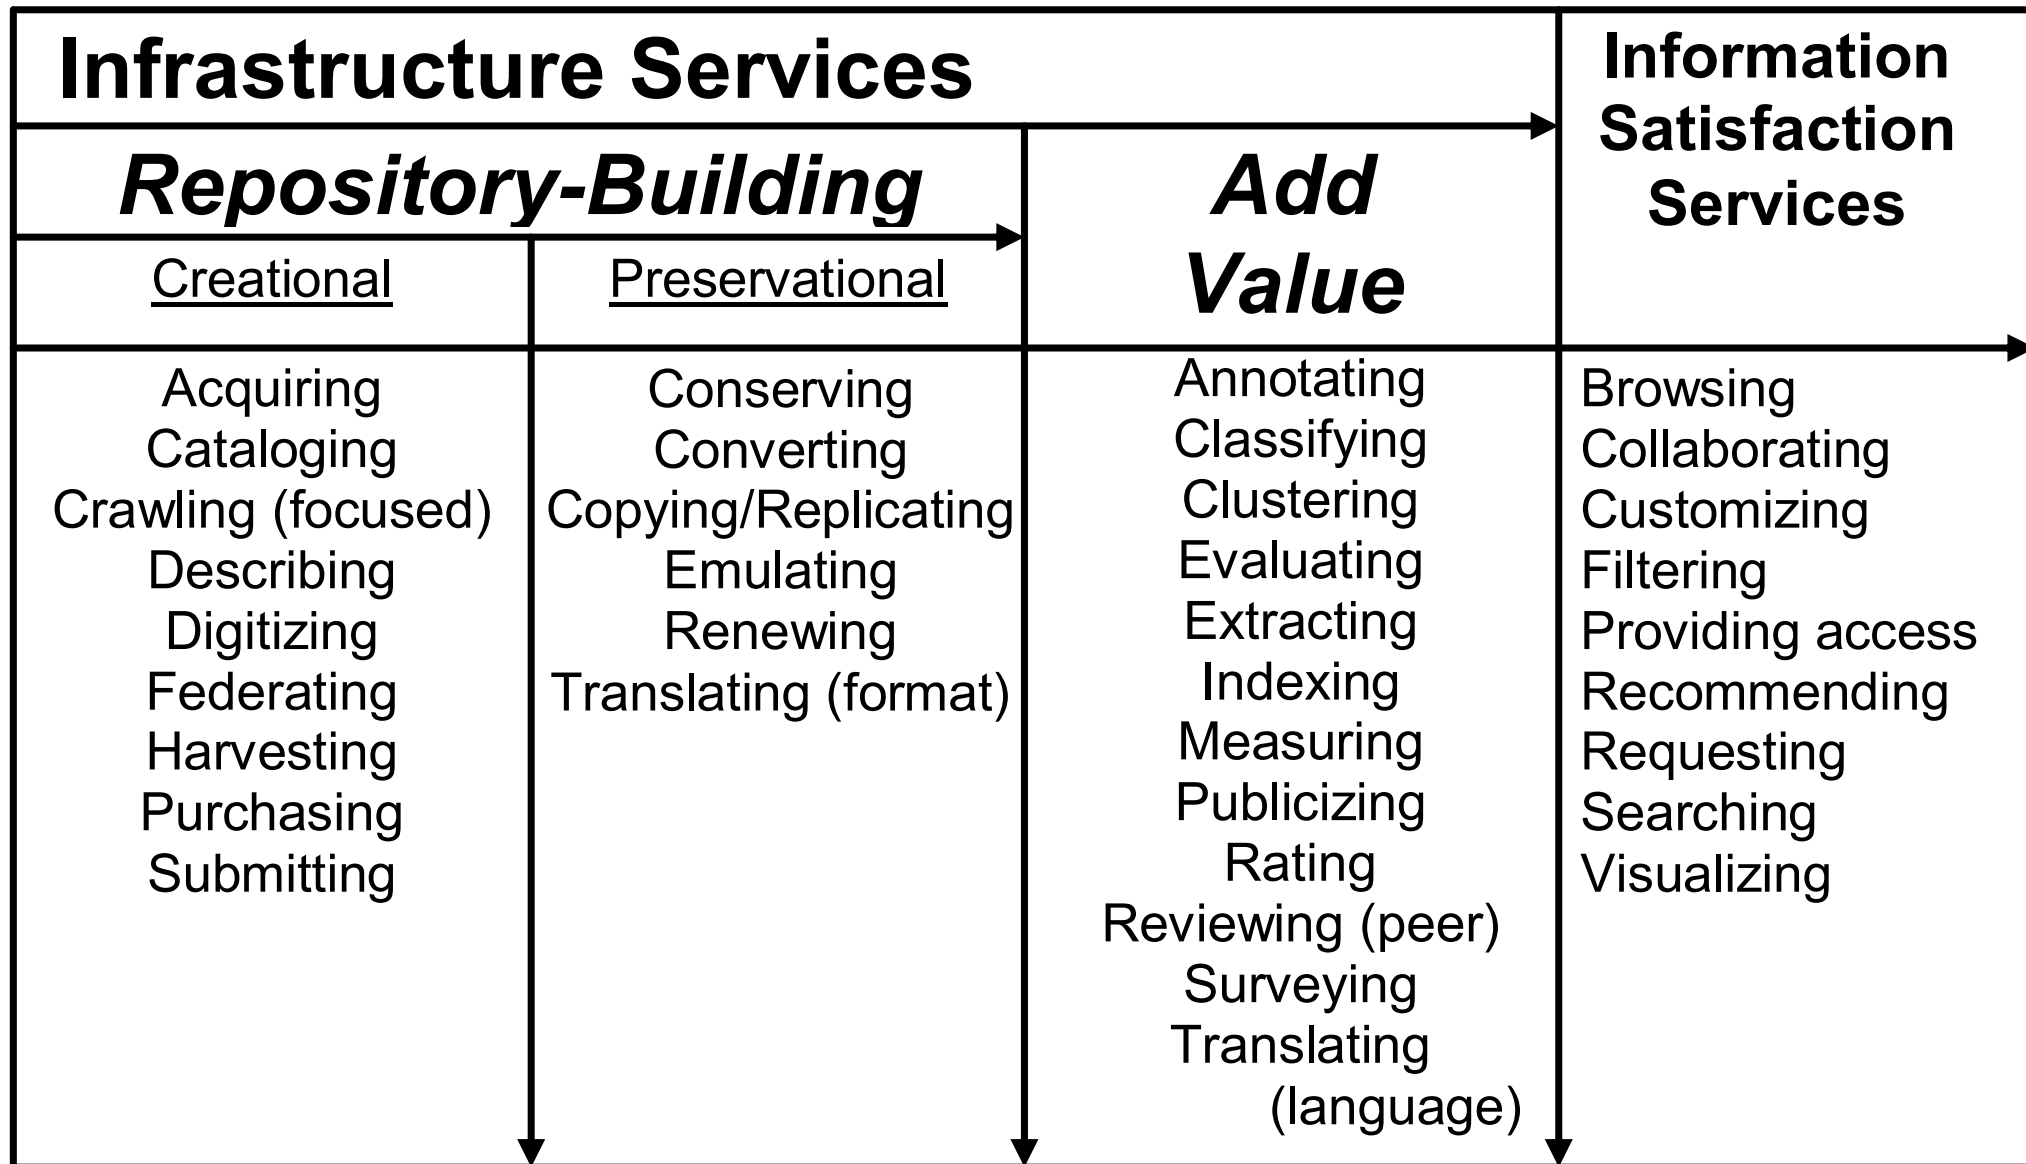 Infrastructure Services
Information
Satisfaction
Services
Repository-Building
Add
Value
Creational
Preservational
Acquiring
Cataloging
Crawling (focused)
Describing
Digitizing
Federating
Harvesting
Purchasing
Submitting
Conserving
Converting
Copying/Replicating
Emulating
Renewing
Translating (format)
Annotating
Classifying
Clustering
Evaluating
Extracting
Indexing
Measuring
Publicizing
Rating
Reviewing (peer)
Surveying
Translating
(language)
Browsing
Collaborating
Customizing
Filtering
Providing access
Recommending
Requesting
Searching
Visualizing